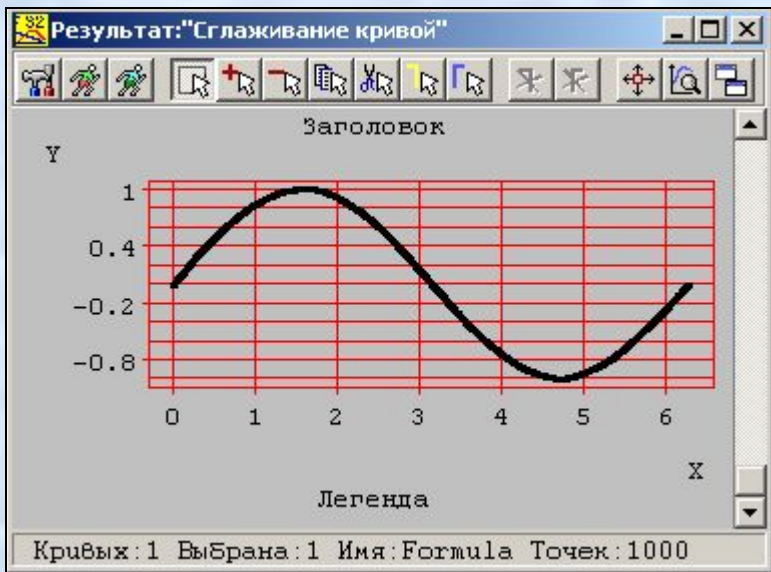 Результат:"Сглаживание кривой"
Заголовок
Y
1
0.4
-0.2
-0.8
0 1 2 3 4 5 6
X
Легенда
Кривых:1 Выбрана:1 Имя:Formula Точек:1000